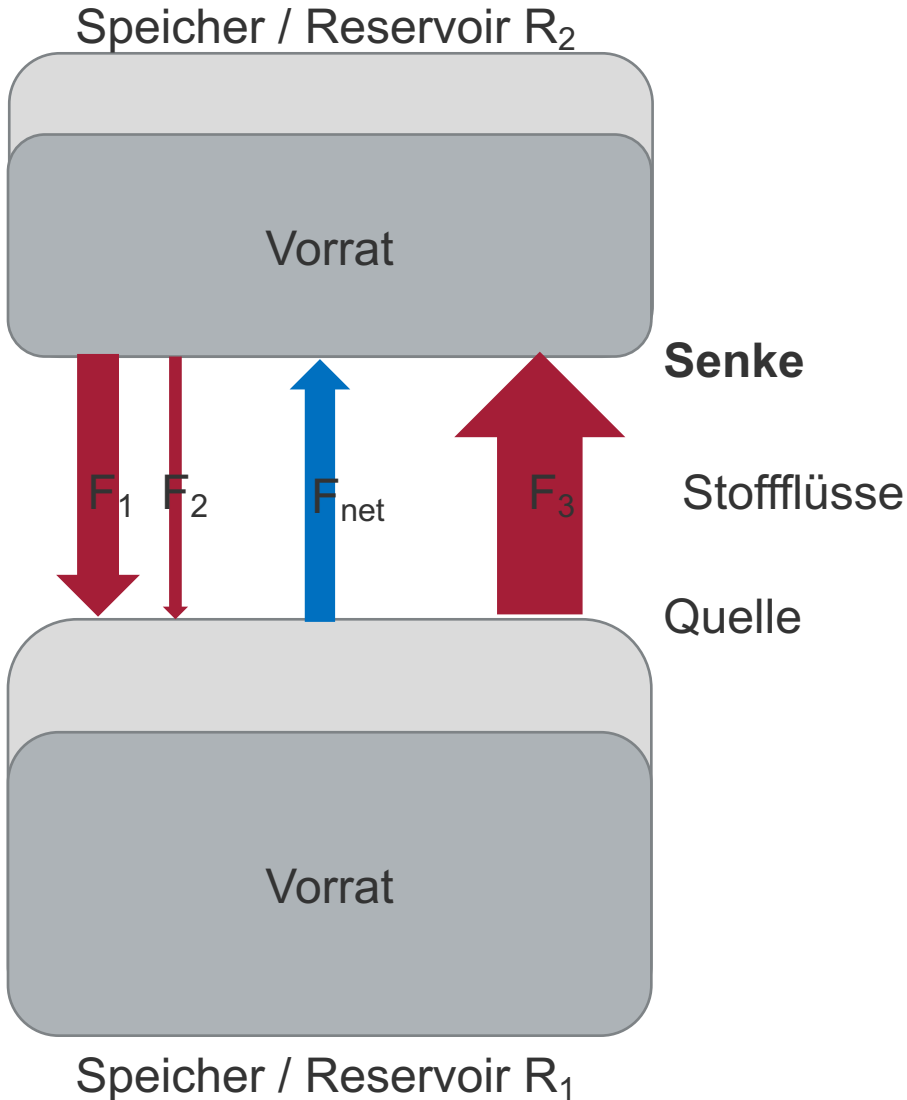 Speicher / Reservoir R₂
Vorrat
Senke
F₁ F₂ Fnet F₃ Stoffflüsse
Quelle
Vorrat
Speicher / Reservoir R₁